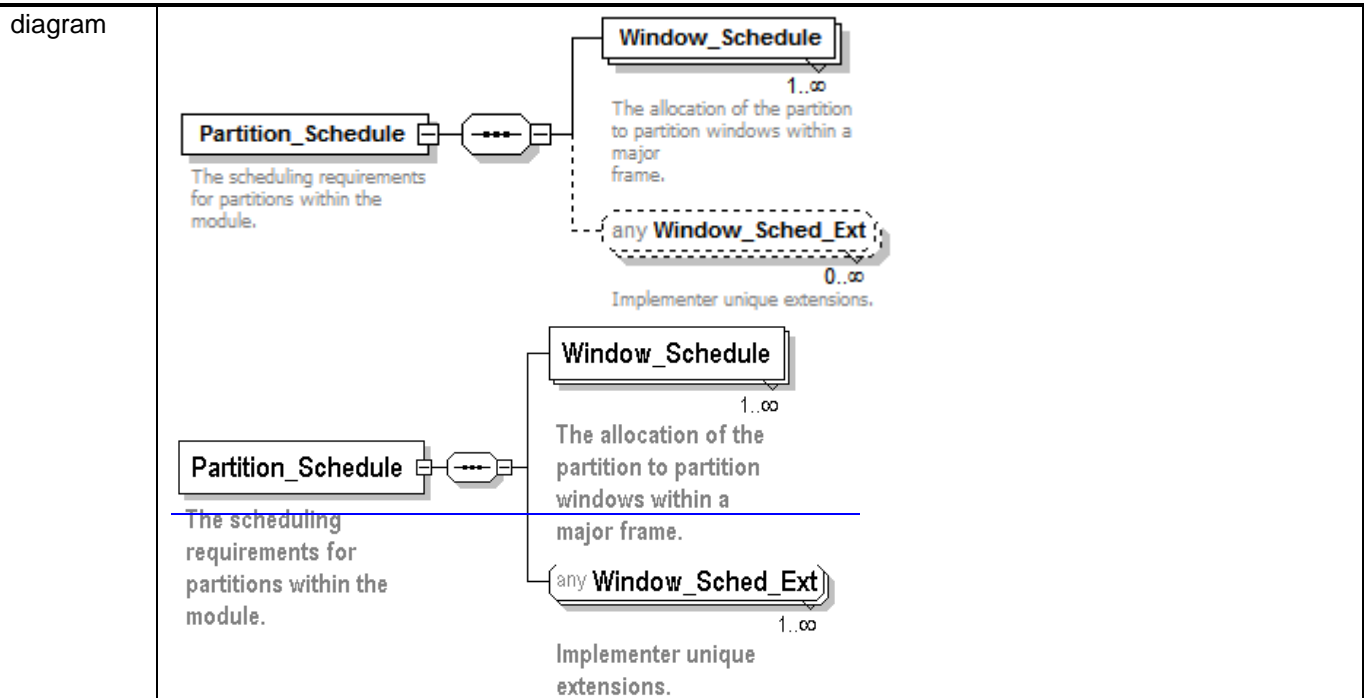 diagram
Window_Schedule
1..∞
The allocation of the partition
to partition windows within a
major
frame.
Partition_Schedule
The scheduling requirements
for partitions within the
module.
any Window_Sched_Ext
0..∞
Implementer unique extensions.
Window_Schedule
1..∞
The allocation of the
partition to partition
windows within a
major frame.
Partition_Schedule
The scheduling
requirements for
partitions within the
module.
any Window_Sched_Ext
1..∞
Implementer unique
extensions.